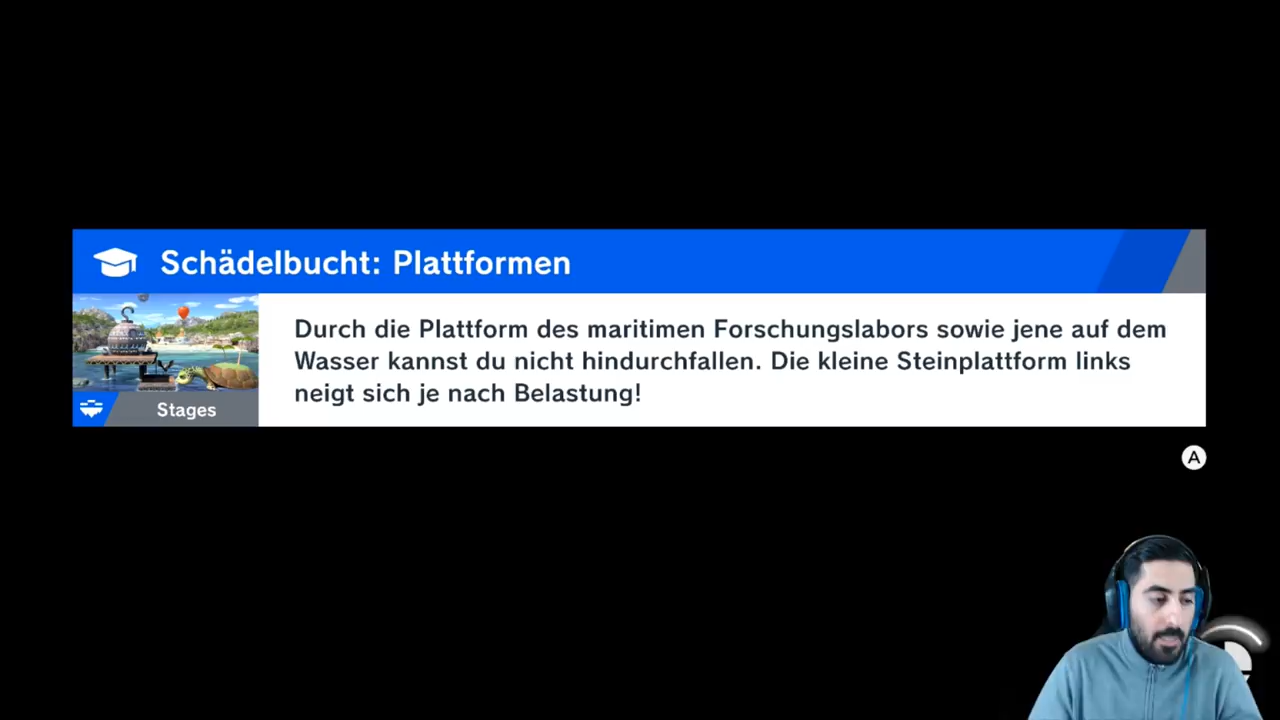 Schädelbucht: Plattformen
Durch die Plattform des maritimen Forschungslabors sowie jene auf dem
Wasser kannst du nicht hindurchfallen. Die kleine Steinplattform links
neigt sich je nach Belastung!
Stages
A